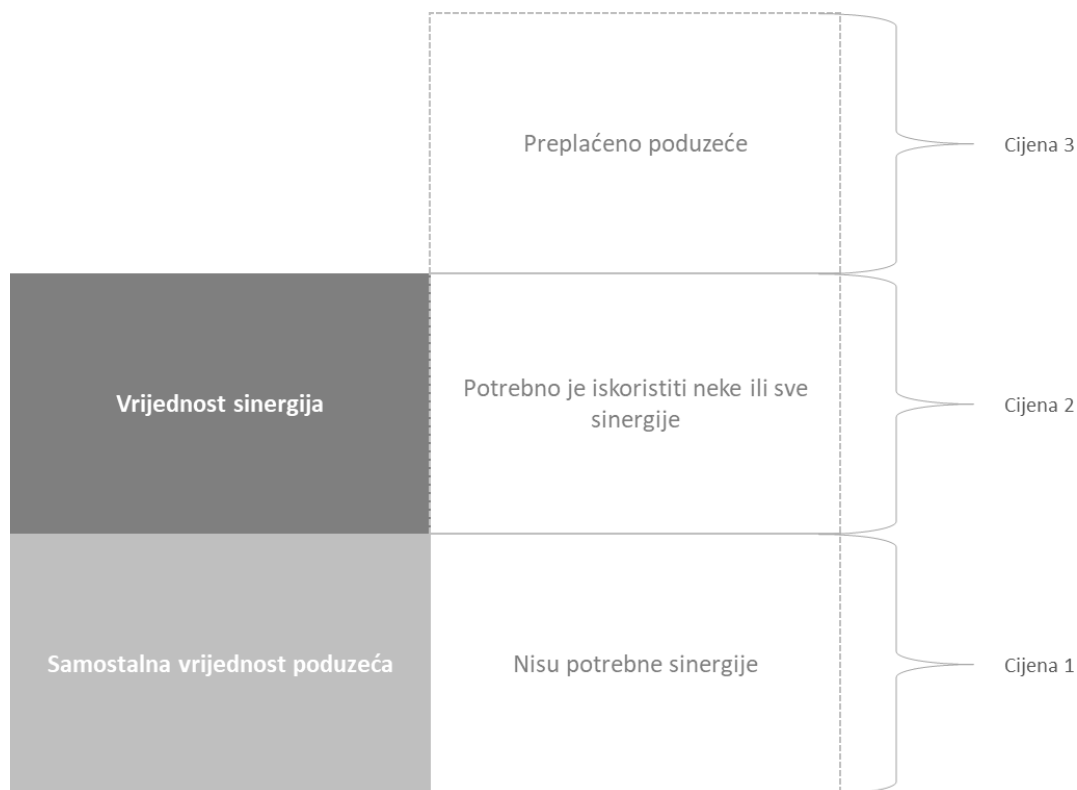 Preplaćeno poduzeće
Cijena 3
Vrijednost sinergija
Potrebno je iskoristiti neke ili sve
sinergije
Cijena 2
Samostalna vrijednost poduzeća
Nisu potrebne sinergije
Cijena 1